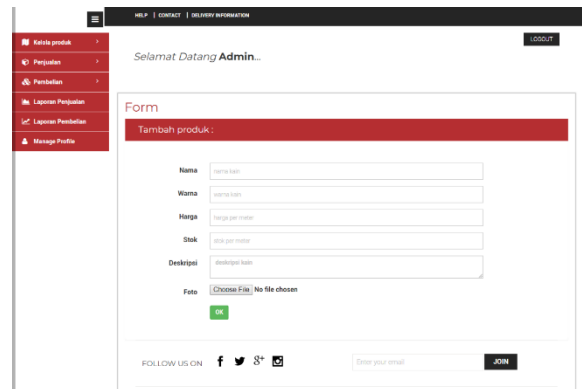 HELP | CONTACT | DELIVERY INFORMATION
LOGOUT
Kelola produk
Penjualan
Pembelian
Laporan Penjualan
Laporan Pembelian
Manage Profile
Selamat Datang Admin...
Form
Tambah produk :
Nama nama kain
Warna warna kain
Harga harga per meter
Stok stok per meter
Deskripsi deskripsi kain
Foto Choose File No file chosen
OK
FOLLOW US ON
Enter your email JOIN